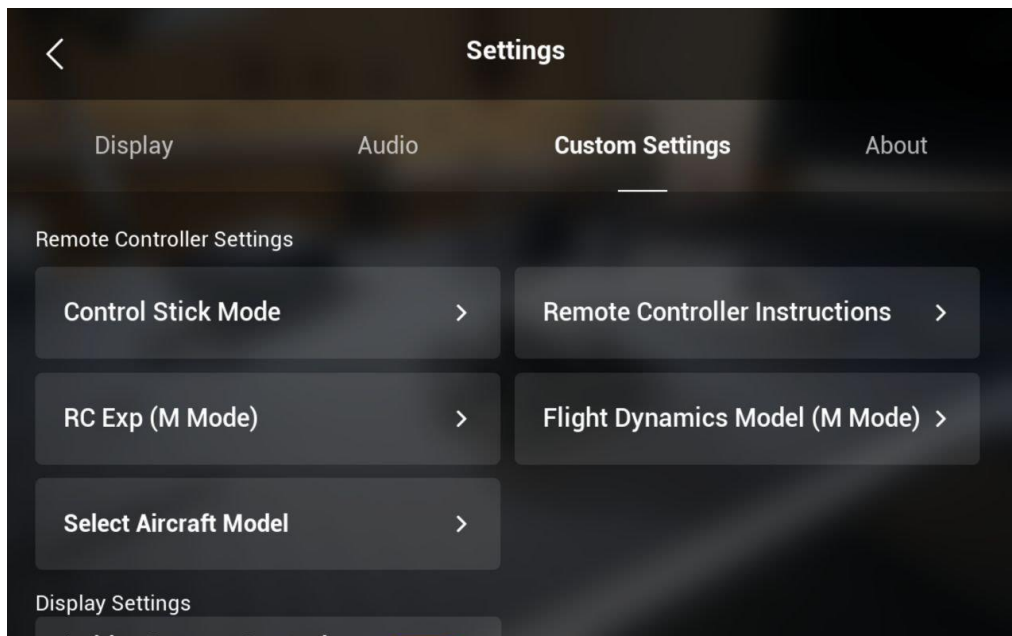 Settings
Display Audio Custom Settings About
Remote Controller Settings
Control Stick Mode
Remote Controller Instructions
RC Exp (M Mode)
Flight Dynamics Model (M Mode)
Select Aircraft Model
Display Settings